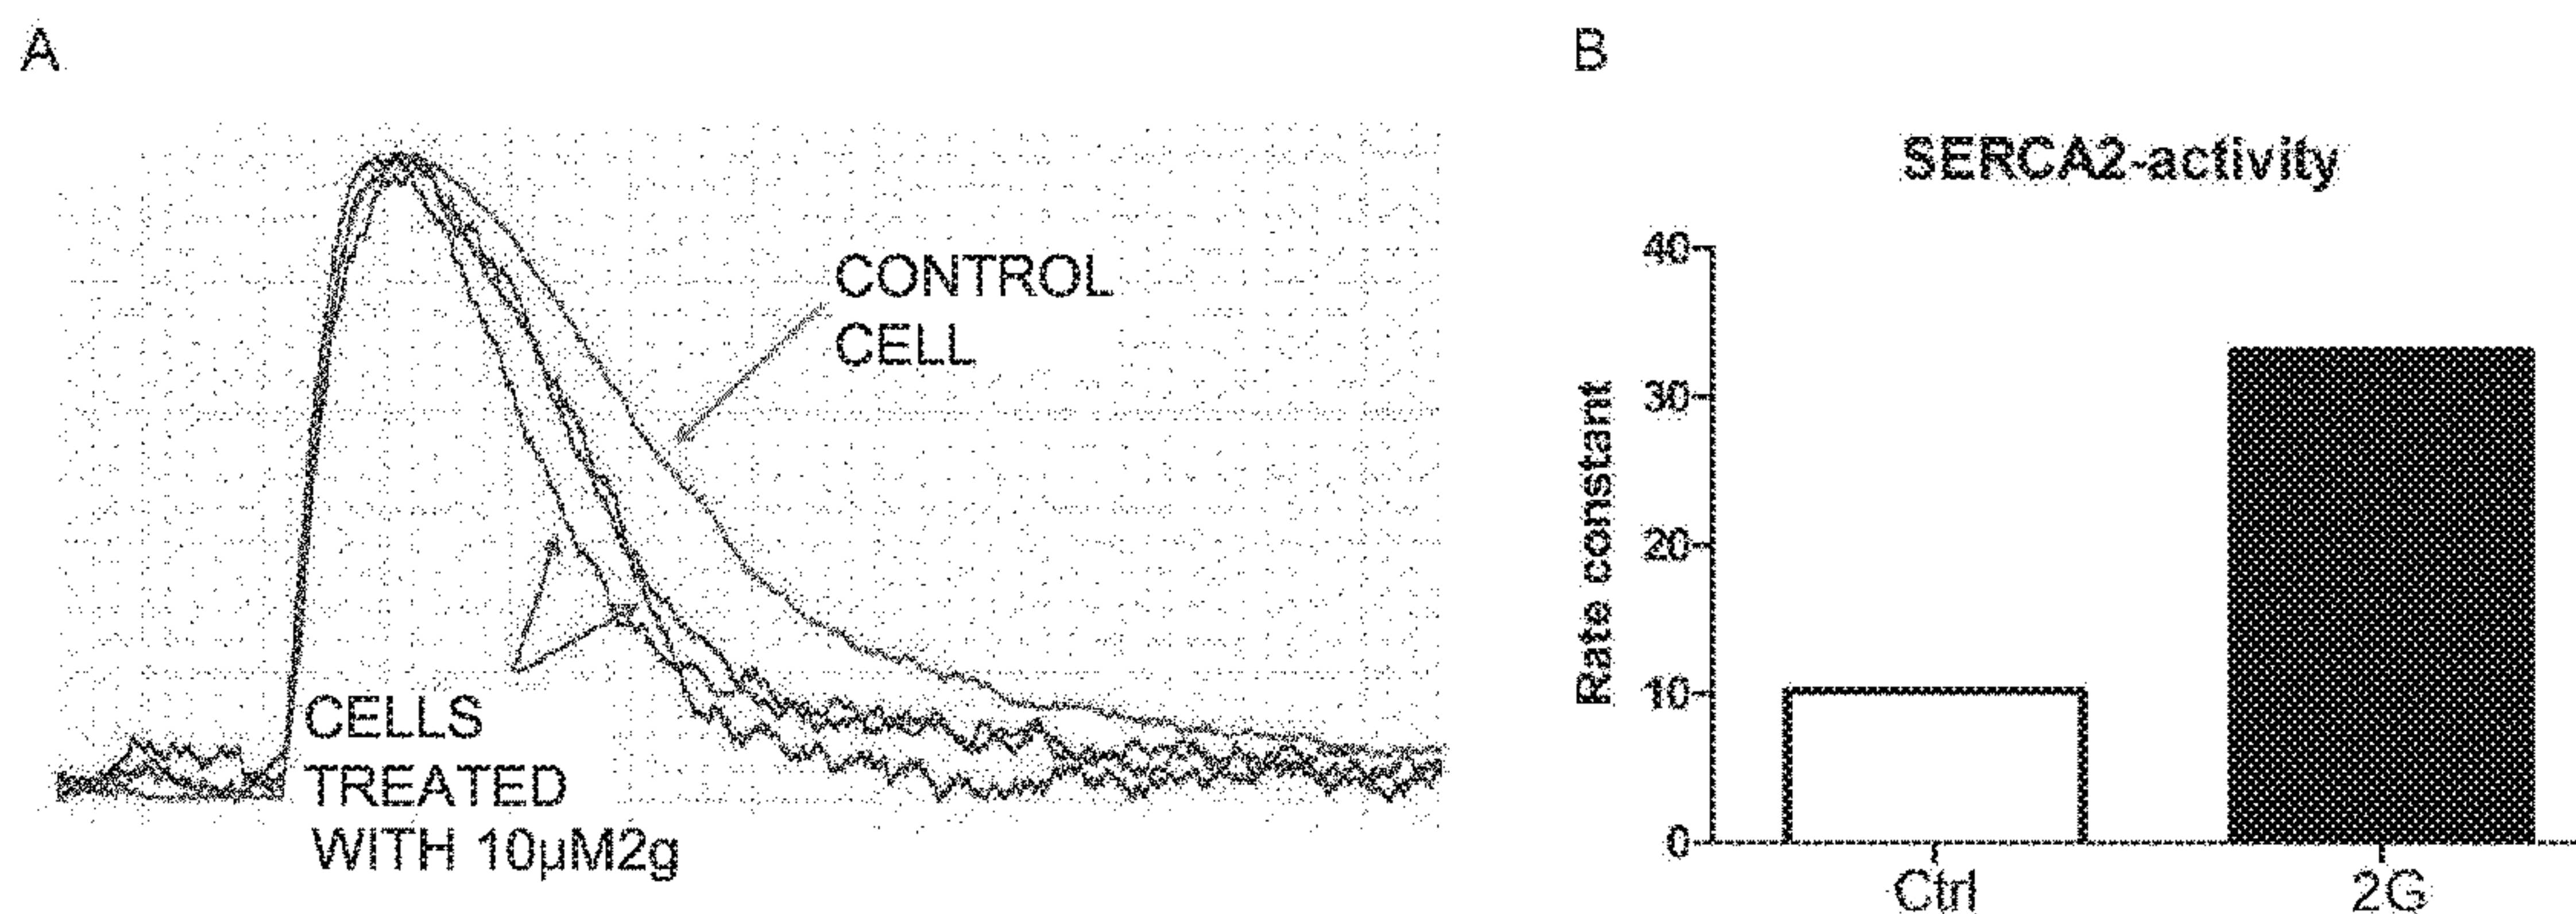 A
CONTROL
CELL
CELLS
TREATED
WITH 10µM2g
B
SERCA2-activity
Rate constant
40
30
20
10
0
Ctrl
2G